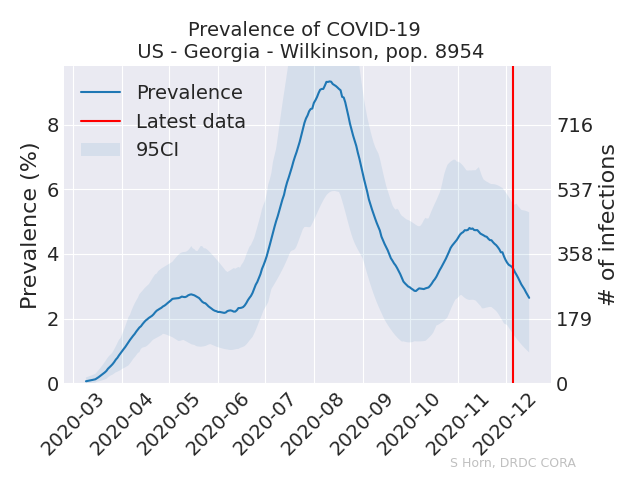 Prevalence of COVID-19
US - Georgia - Wilkinson, pop. 8954
Prevalence
Latest data
95CI
Prevalence (%)
8
6
4
2
0
716
537
358
179
0
# of infections
2020-03
2020-04
2020-05
2020-06
2020-07
2020-08
2020-09
2020-10
2020-11
2020-12
S Horn, DRDC CORA